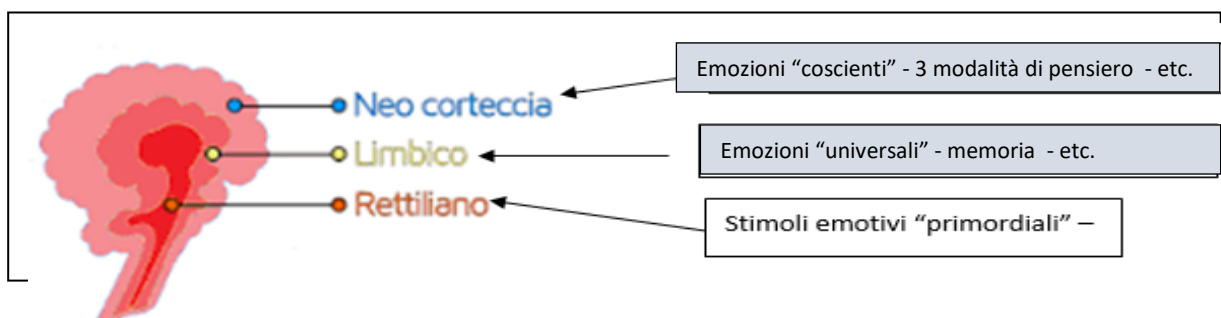 Emozioni “coscienti” - 3 modalità di pensiero - etc.
Neo corteccia
Limbico
Emozioni “universali” - memoria - etc.
Rettiliano
Stimoli emotivi “primordiali” –